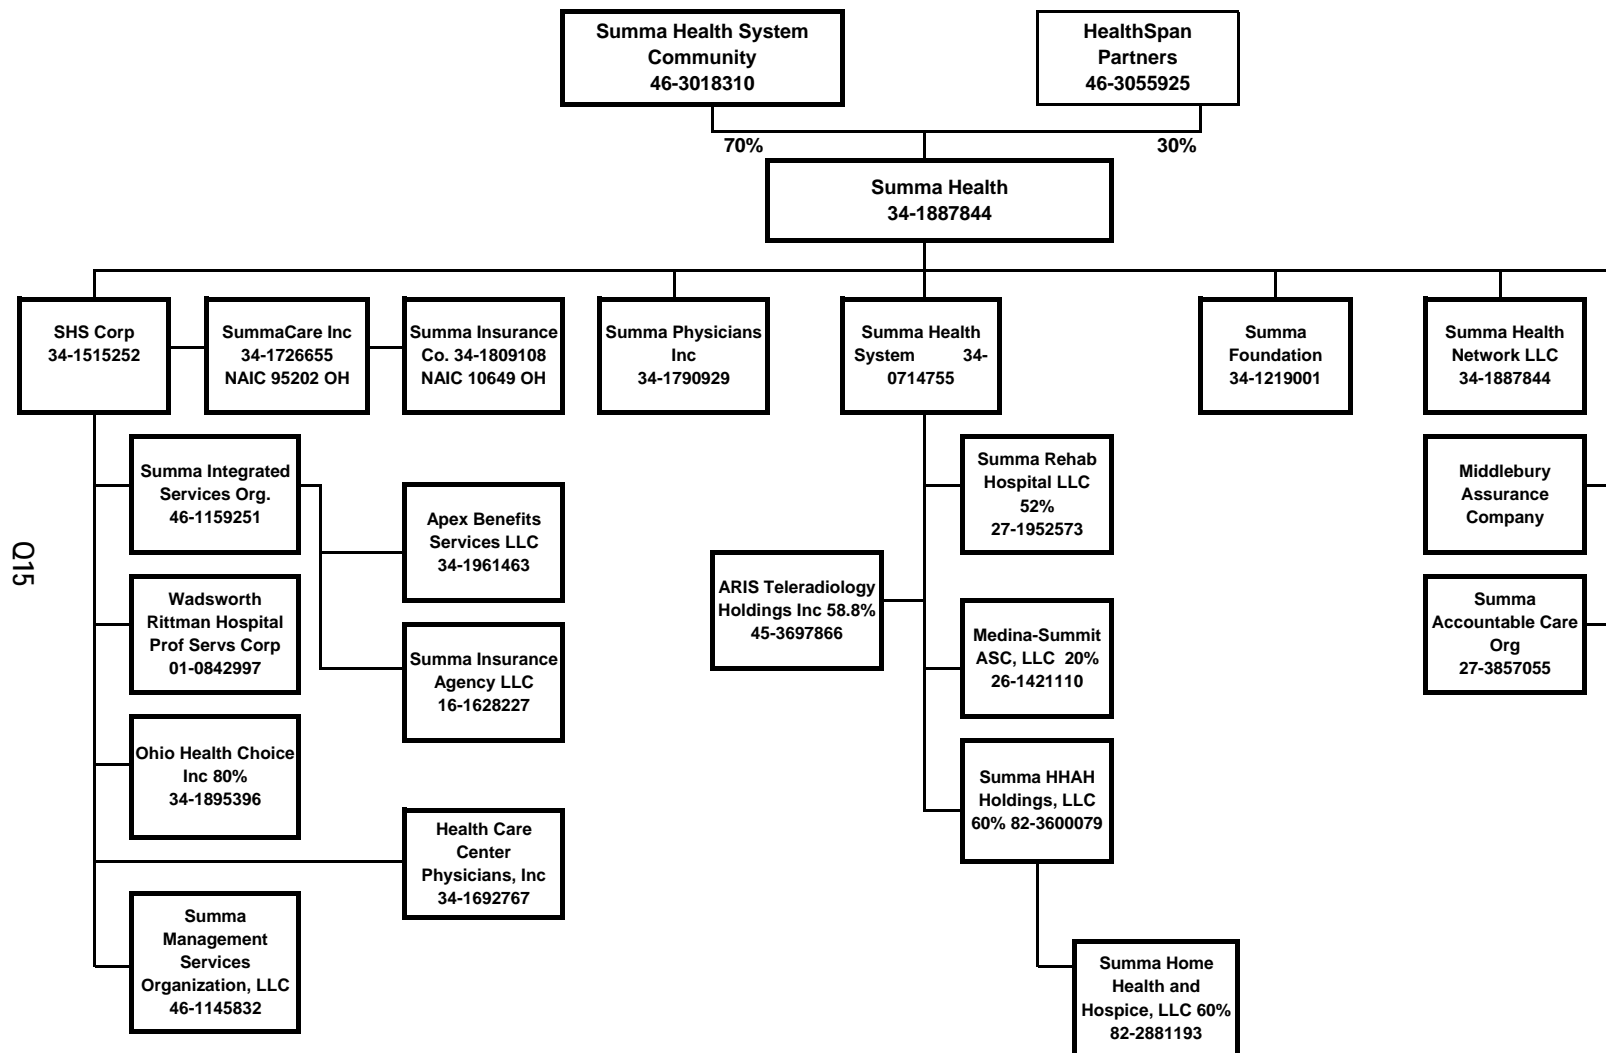 Summa Health System
Community
46-3018310
HealthSpan
Partners
46-3055925
70%
30%
Summa Health
34-1887844
SHS Corp
34-1515252
SummaCare Inc
34-1726655
NAIC 95202 OH
Summa Insurance
Co. 34-1809108
NAIC 10649 OH
Summa Physicians
Inc
34-1790929
Summa Health
System 34-
0714755
Summa
Foundation
34-1219001
Summa Health
Network LLC
34-1887844
Summa Integrated
Services Org.
46-1159251
Apex Benefits
Services LLC
34-1961463
Summa Rehab
Hospital LLC
52%
27-1952573
Middlebury
Assurance
Company
Q15
Wadsworth
Rittman Hospital
Prof Servs Corp
01-0842997
Summa Insurance
Agency LLC
16-1628227
ARIS Teleradiology
Holdings Inc 58.8%
45-3697866
Medina-Summit
ASC, LLC 20%
26-1421110
Summa
Accountable Care
Org
27-3857055
Ohio Health Choice
Inc 80%
34-1895396
Summa HHAH
Holdings, LLC
60% 82-3600079
Health Care
Center
Physicians, Inc
34-1692767
Summa
Management
Services
Organization, LLC
46-1145832
Summa Home
Health and
Hospice, LLC 60%
82-2881193